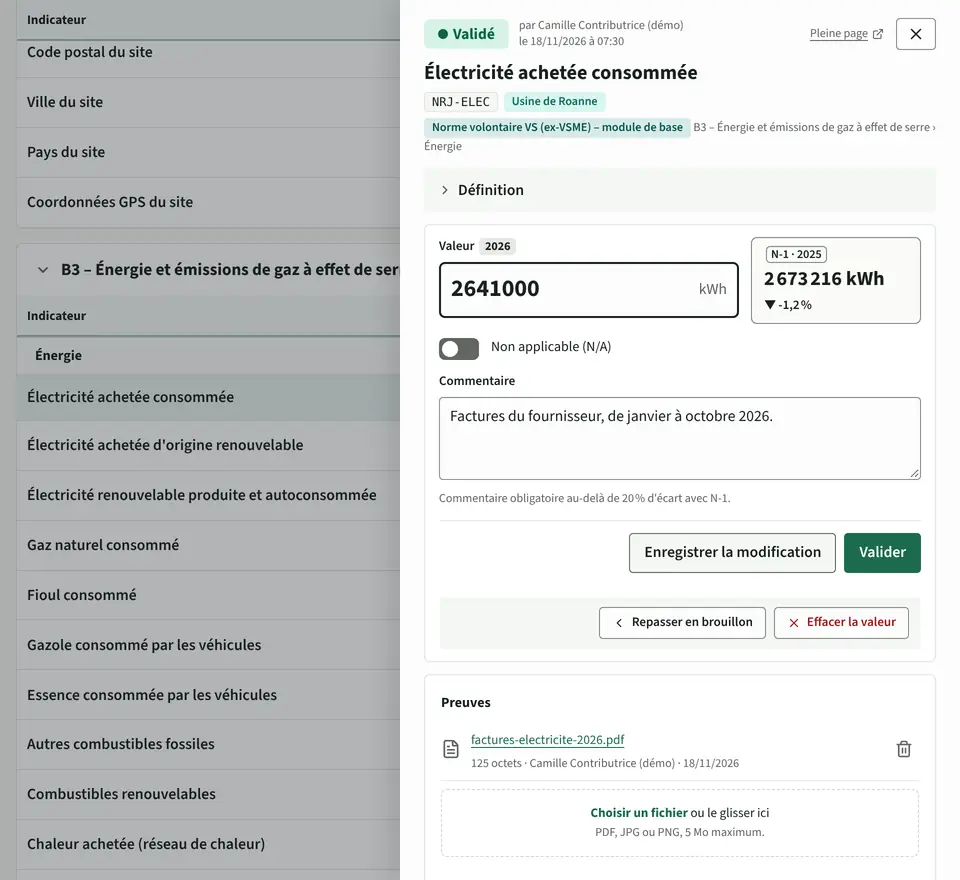 Indicateur
Code postal du site
Ville du site
Pays du site
Coordonnées GPS du site
B3 – Énergie et émissions de gaz à effet de ser
Indicateur
Énergie
Électricité achetée consommée
Électricité achetée d'origine renouvelable
Électricité renouvelable produite et autoconsommée
Gaz naturel consommé
Fioul consommé
Gazole consommé par les véhicules
Essence consommée par les véhicules
Autres combustibles fossiles
Combustibles renouvelables
Chaleur achetée (réseau de chaleur)
Validé
par Camille Contributrice (démo)
le 18/11/2026 à 07:30
Pleine page
Électricité achetée consommée
NRJ-ELEC
Usine de Roanne
Norme volontaire VS (ex-VSME) – module de base B3 – Énergie et émissions de gaz à effet de serre ›
Énergie
Définition
Valeur 2026
2641000 kWh
N-1 · 2025
2 673 216 kWh
▼ -1,2 %
Non applicable (N/A)
Commentaire
Factures du fournisseur, de janvier à octobre 2026.
Commentaire obligatoire au-delà de 20 % d'écart avec N-1.
Enregistrer la modification
Valider
Repasser en brouillon
Effacer la valeur
Preuves
factures-electricite-2026.pdf
125 octets · Camille Contributrice (démo) · 18/11/2026
Choisir un fichier ou le glisser ici
PDF, JPG ou PNG, 5 Mo maximum.